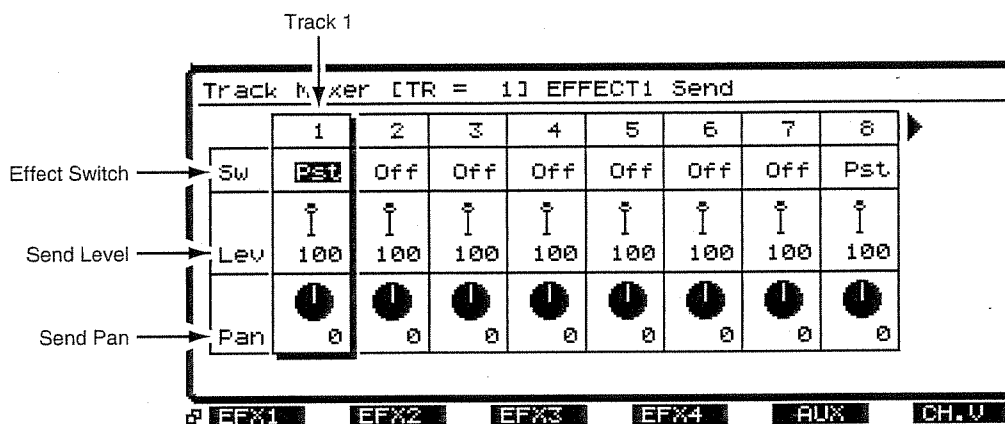 Track 1
Track Mixer [TR = 1] EFFECT1 Send
1 2 3 4 5 6 7 8
Effect Switch Sw Pst Off Off Off Off Off Off Pst
Send Level Lev 100 100 100 100 100 100 100 100
Send Pan Pan 0 0 0 0 0 0 0 0
EFX1 EFX2 EFX3 EFX4 AUX CH.V